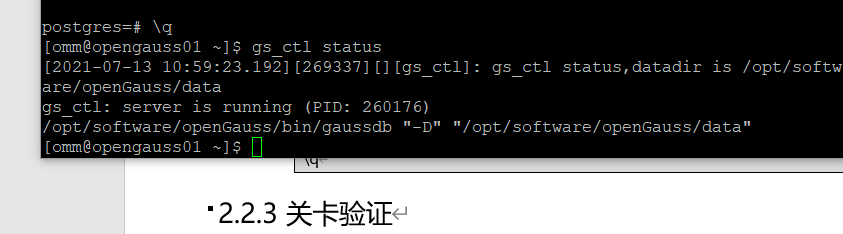 postgres=# \q
[omm@opengauss01 ~]$ gs_ctl status
[2021-07-13 10:59:23.192][269337][][gs_ctl]: gs_ctl status,datadir is /opt/softw
are/openGauss/data
gs_ctl: server is running (PID: 260176)
/opt/software/openGauss/bin/gaussdb "-D" "/opt/software/openGauss/data"
[omm@opengauss01 ~]$
\q
2.2.3 关卡验证